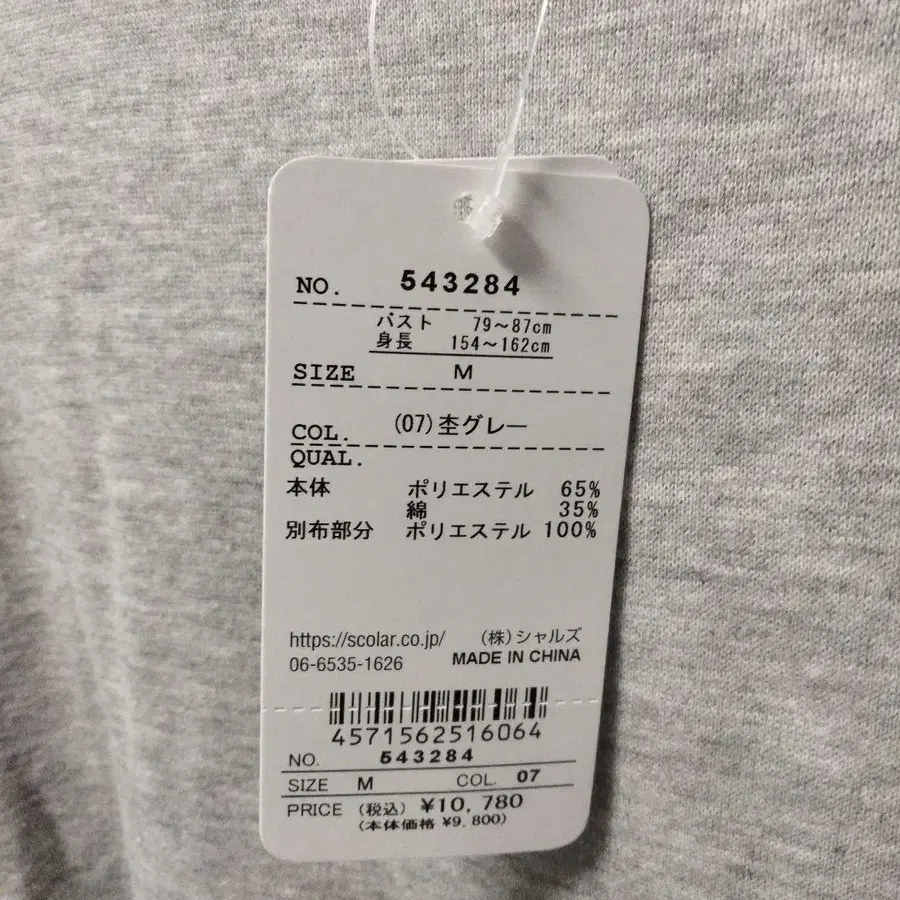 NO. 543284
バスト 79～87cm
身長 154～162cm
SIZE M
COL. (07)杢グレー
QUAL.
本体 ポリエステル 65%
綿 35%
別布部分 ポリエステル 100%
https://scolar.co.jp/ (株)シャルズ
06-6535-1626 MADE IN CHINA
4571562516064
NO. 543284
SIZE M COL. 07
PRICE (税込) ¥10,780
(本体価格 ¥9,800)